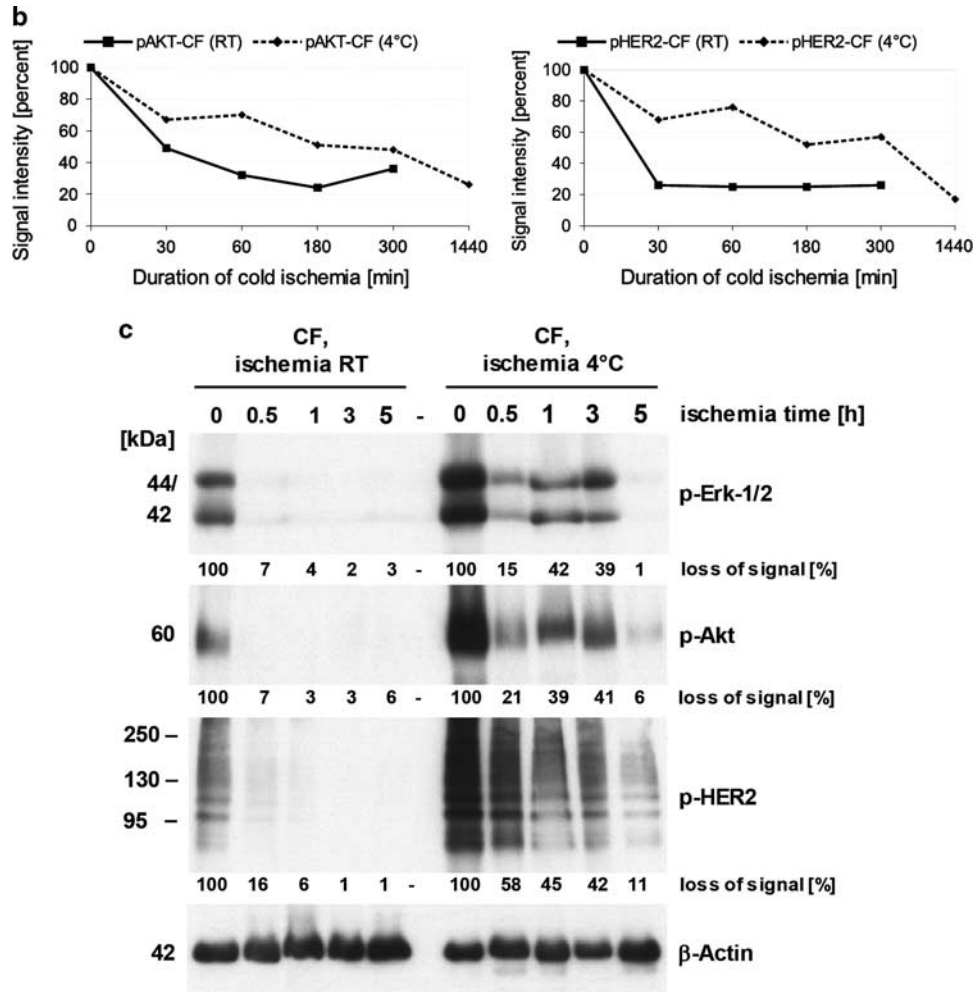 b
pAKT-CF (RT) pAKT-CF (4°C)
Signal intensity [percent]
100
80
60
40
20
0
0 30 60 180 300 1440
Duration of cold ischemia [min]
pHER2-CF (RT) pHER2-CF (4°C)
Signal intensity [percent]
100
80
60
40
20
0
0 30 60 180 300 1440
Duration of cold ischemia [min]
c
CF,
ischemia RT
CF,
ischemia 4°C
0 0.5 1 3 5 - 0 0.5 1 3 5 ischemia time [h]
[kDa]
44/
42
p-Erk-1/2
100 7 4 2 3 - 100 15 42 39 1 loss of signal [%]
60 p-Akt
100 7 3 3 6 - 100 21 39 41 6 loss of signal [%]
250 –
130 –
95 –
p-HER2
100 16 6 1 1 - 100 58 45 42 11 loss of signal [%]
42 β-Actin